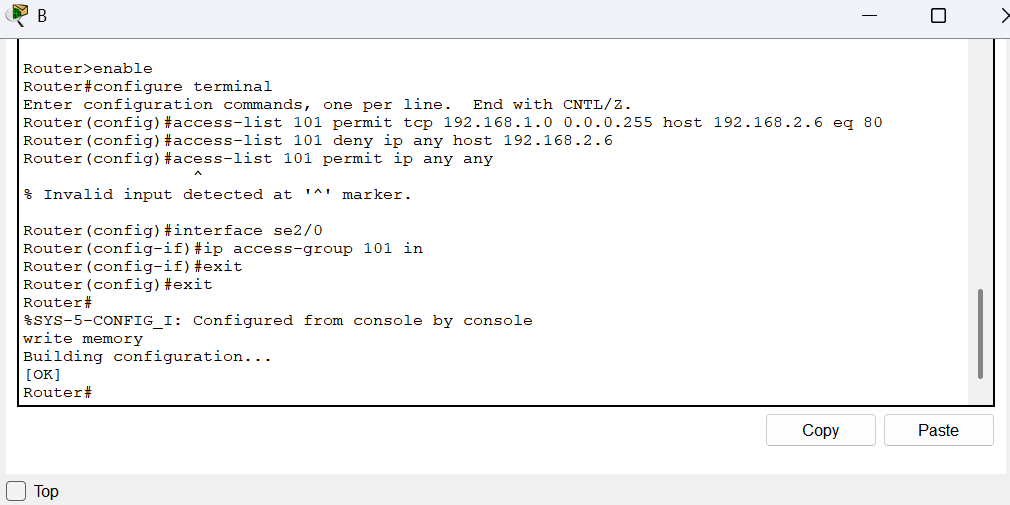 B
Router>enable
Router#configure terminal
Enter configuration commands, one per line.  End with CNTL/Z.
Router(config)#access-list 101 permit tcp 192.168.1.0 0.0.0.255 host 192.168.2.6 eq 80
Router(config)#access-list 101 deny ip any host 192.168.2.6
Router(config)#acess-list 101 permit ip any any
^
% Invalid input detected at '^' marker.
Router(config)#interface se2/0
Router(config-if)#ip access-group 101 in
Router(config-if)#exit
Router(config)#exit
Router#
%SYS-5-CONFIG_I: Configured from console by console
write memory
Building configuration...
[OK]
Router#
Copy Paste
Top